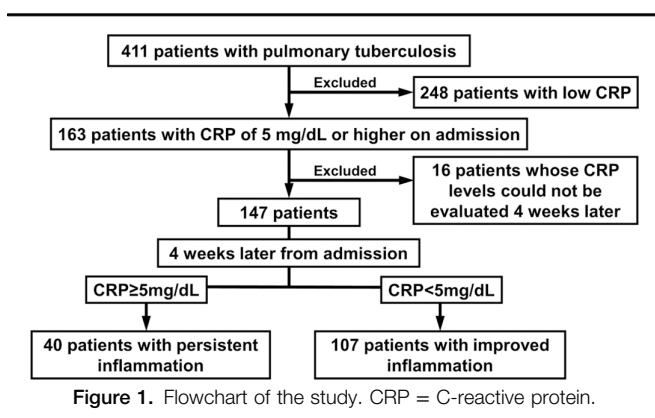 411 patients with pulmonary tuberculosis
Excluded
248 patients with low CRP
163 patients with CRP of 5 mg/dL or higher on admission
Excluded
16 patients whose CRP
levels could not be
evaluated 4 weeks later
147 patients
4 weeks later from admission
CRP≥5mg/dL
CRP<5mg/dL
40 patients with persistent
inflammation
107 patients with improved
inflammation
Figure 1. Flowchart of the study. CRP = C-reactive protein.